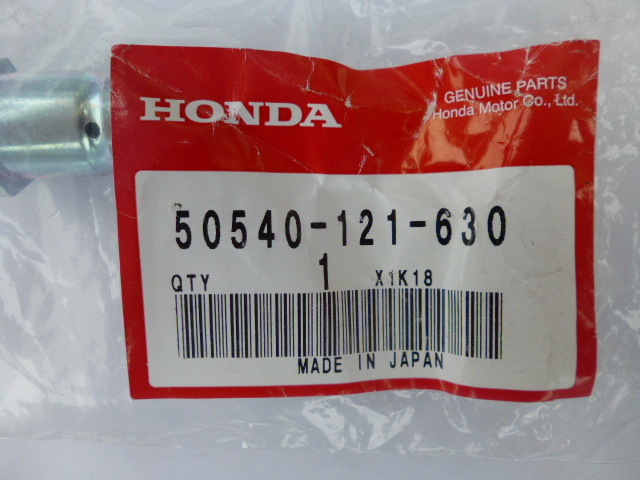 HONDA
GENUINE PARTS
Honda Motor Co., Ltd.
50540-121-630
QTY 1 X1K18
MADE IN JAPAN